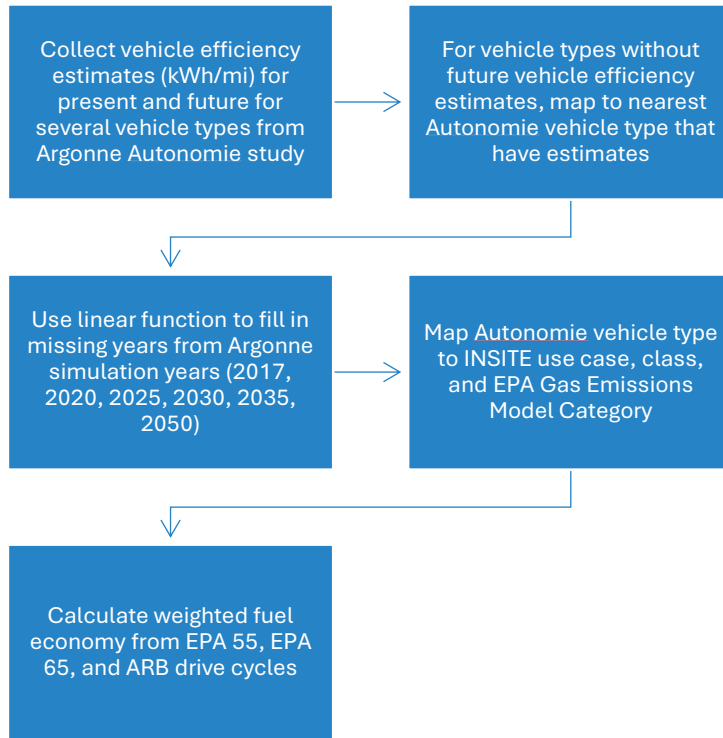 Collect vehicle efficiency
estimates (kWh/mi) for
present and future for
several vehicle types from
Argonne Autonomie study
For vehicle types without
future vehicle efficiency
estimates, map to nearest
Autonomie vehicle type that
have estimates
Use linear function to fill in
missing years from Argonne
simulation years (2017,
2020, 2025, 2030, 2035,
2050)
Map Autonomie vehicle type
to INSITE use case, class,
and EPA Gas Emissions
Model Category
Calculate weighted fuel
economy from EPA 55, EPA
65, and ARB drive cycles